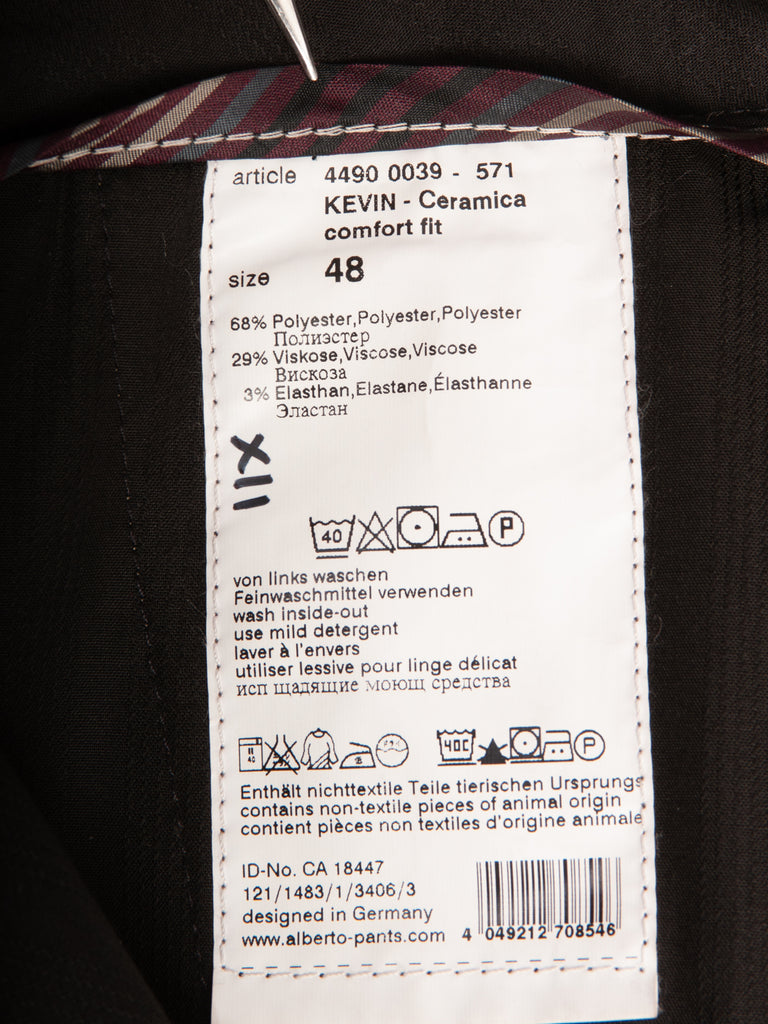 article 4490 0039 - 571
KEVIN - Ceramica
comfort fit
size 48
68% Polyester,Polyester,Polyester
Полиэстер
29% Viskose,Viscose,Viscose
Вискоза
3% Elasthan,Elastane,Élasthanne
Эластан
XII
40 P
von links waschen
Feinwaschmittel verwenden
wash inside-out
use mild detergent
laver à l'envers
utiliser lessive pour linge délicat
исп щадящие моющ средства
40C P
Enthält nichttextile Teile tierischen Ursprungs
contains non-textile pieces of animal origin
contient pièces non textiles d'origine animale
ID-No. CA 18447
121/1483/1/3406/3
designed in Germany
www.alberto-pants.com
4 049212 708546